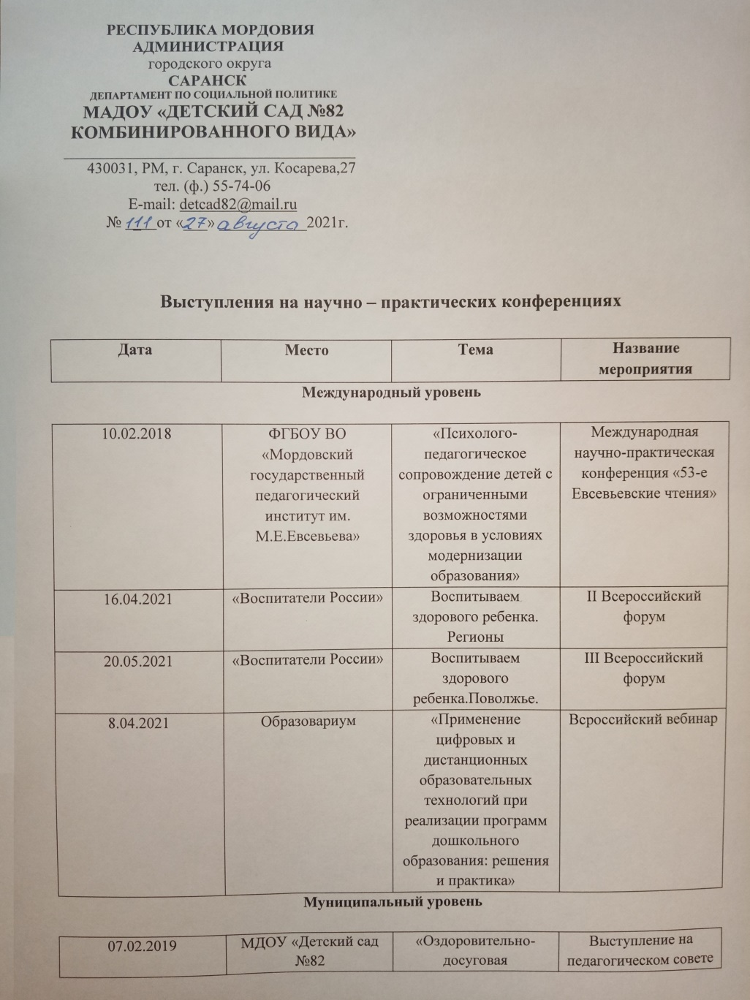 РЕСПУБЛИКА МОРДОВИЯ
АДМИНИСТРАЦИЯ
городского округа
САРАНСК
ДЕПАРТАМЕНТ ПО СОЦИАЛЬНОЙ ПОЛИТИКЕ
МАДОУ «ДЕТСКИЙ САД №82
КОМБИНИРОВАННОГО ВИДА»
430031, РМ, г. Саранск, ул. Косарева,27
тел. (ф.) 55-74-06
E-mail: detcad82@mail.ru
№ 111 от «27» августа 2021г.
Выступления на научно – практических конференциях
Дата
Место
Тема
Название
мероприятия
Международный уровень
10.02.2018
ФГБОУ ВО
«Мордовский
государственный
педагогический
институт им.
М.Е.Евсевьева»
«Психолого-
педагогическое
сопровождение детей с
ограниченными
возможностями
здоровья в условиях
модернизации
образования»
Международная
научно-практическая
конференция «53-е
Евсевьевские чтения»
16.04.2021
«Воспитатели России»
Воспитываем
здорового ребенка.
Регионы
II Всероссийский
форум
20.05.2021
«Воспитатели России»
Воспитываем
здорового
ребенка.Поволжье.
III Всероссийский
форум
8.04.2021
Образовариум
«Применение
цифровых и
дистанционных
образовательных
технологий при
реализации программ
дошкольного
образования: решения
и практика»
Всроссийский вебинар
Муниципальный уровень
07.02.2019
МДОУ «Детский сад
№82
«Оздоровительно-
досуговая
Выступление на
педагогическом совете